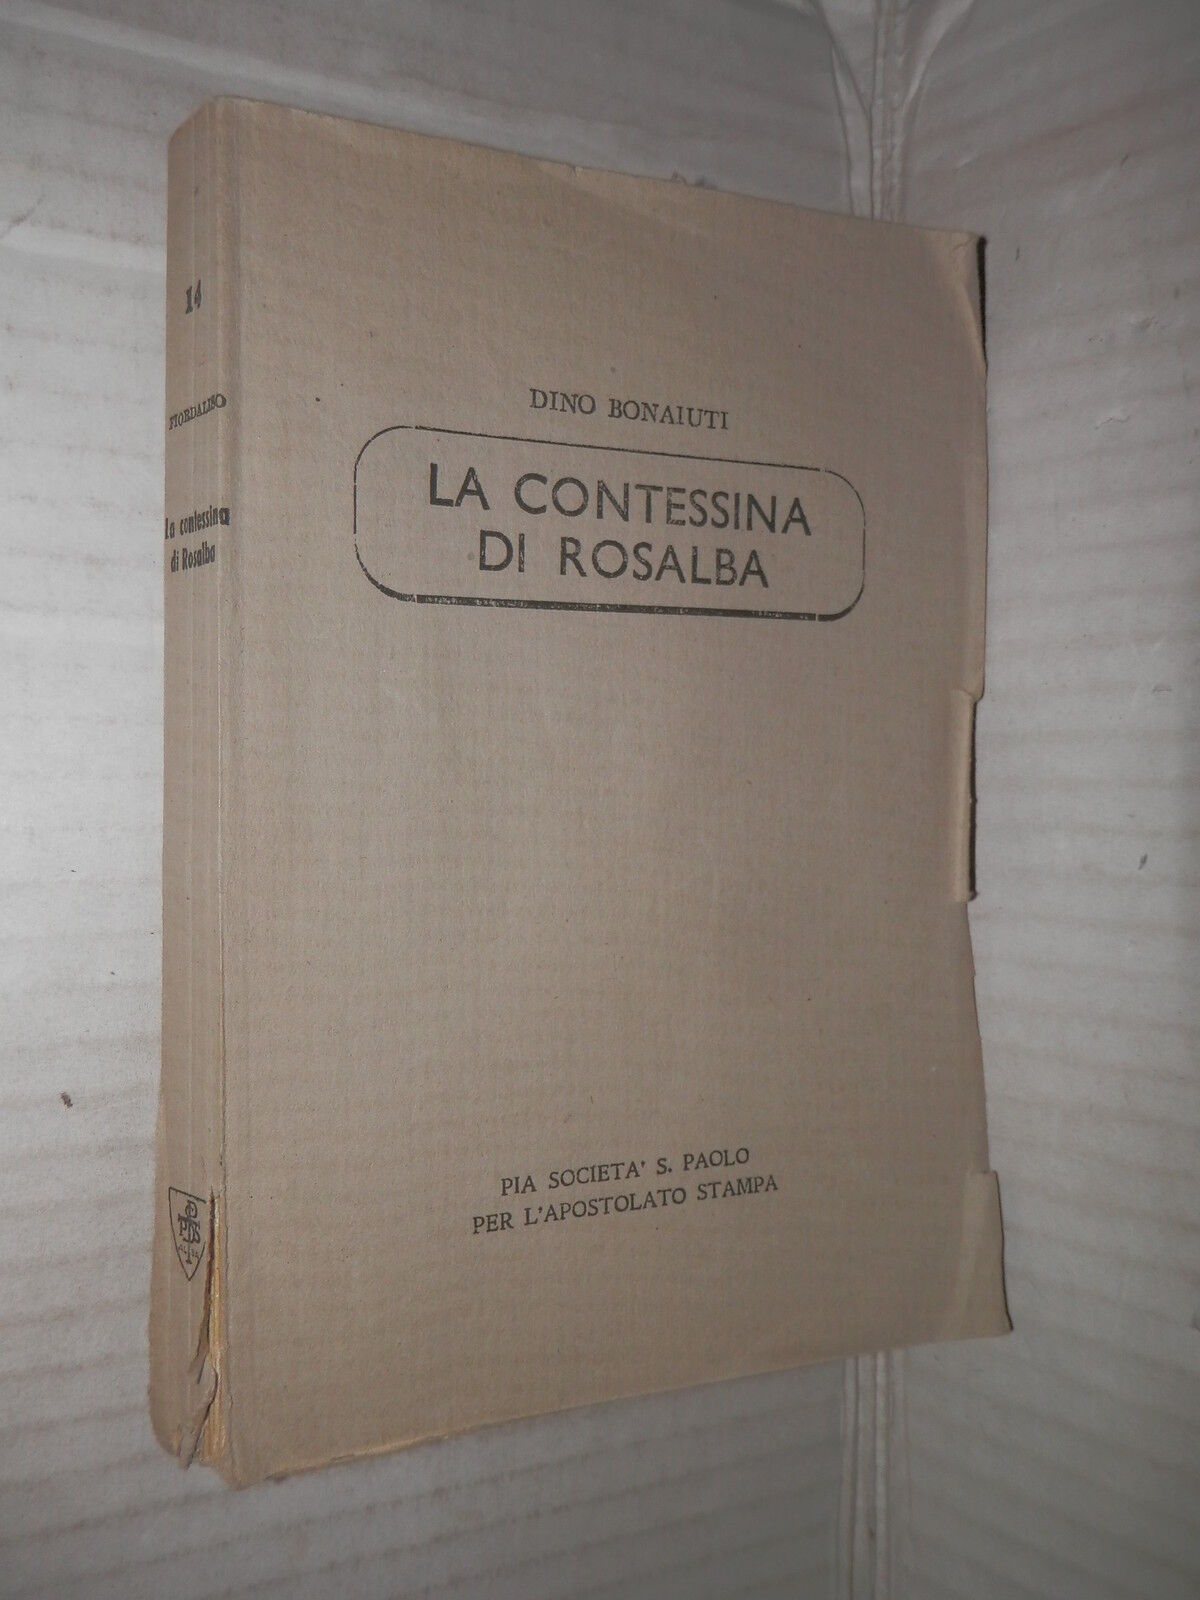 14
FIORDALISO
La contessina
di Rosalba
DINO BONAIUTI
LA CONTESSINA
DI ROSALBA
PIA SOCIETA' S. PAOLO
PER L'APOSTOLATO STAMPA